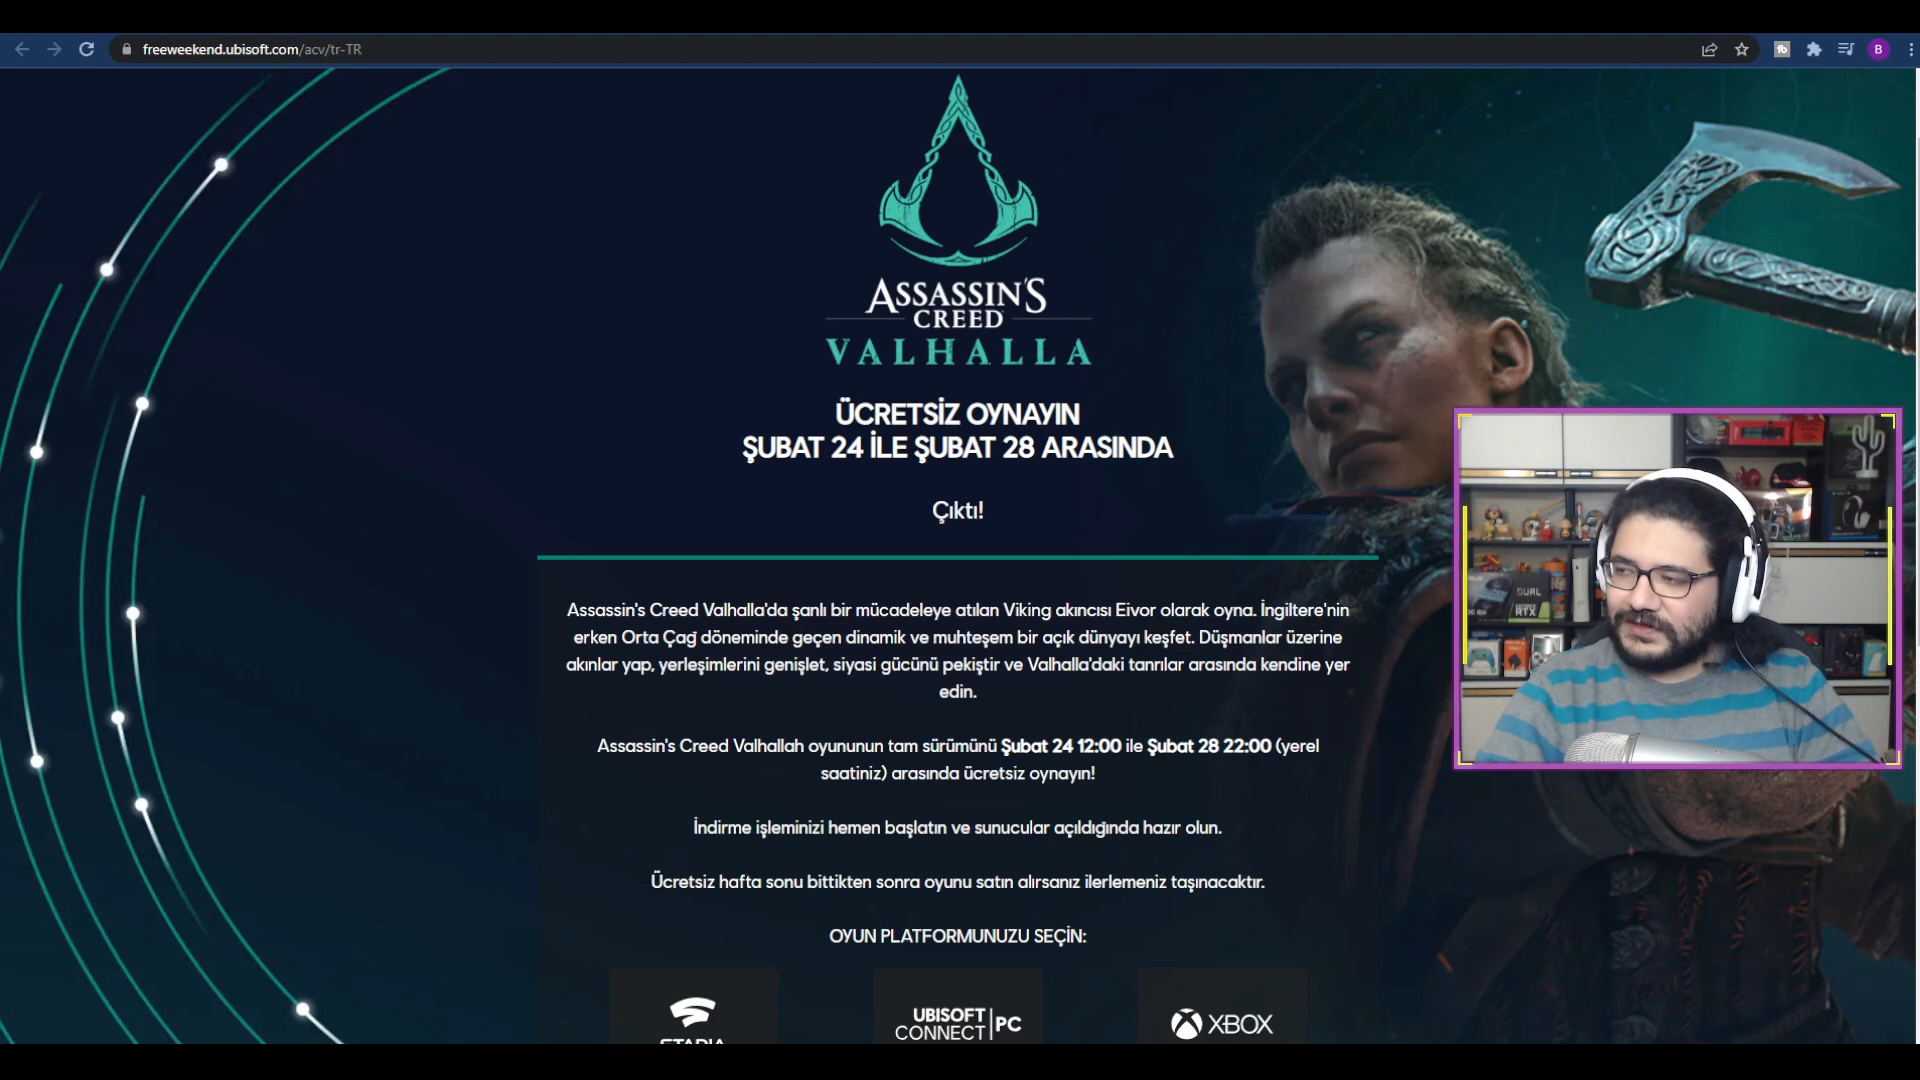 freeweekend.ubisoft.com/acv/tr-TR
B
ASSASSIN'S
CREED
VALHALLA
ÜCRETSİZ OYNAYIN
ŞUBAT 24 İLE ŞUBAT 28 ARASINDA
Çıktı!
Assassin's Creed Valhalla'da şanlı bir mücadeleye atılan Viking akıncısı Eivor olarak oyna. İngiltere'nin
erken Orta Çağ döneminde geçen dinamik ve muhteşem bir açık dünyayı keşfet. Düşmanlar üzerine
akınlar yap, yerleşimlerini genişlet, siyasi gücünü pekiştir ve Valhalla'daki tanrılar arasında kendine yer
edin.
Assassin's Creed Valhallah oyununun tam sürümünü Şubat 24 12:00 ile Şubat 28 22:00 (yerel
saatiniz) arasında ücretsiz oynayın!
İndirme işleminizi hemen başlatın ve sunucular açıldığında hazır olun.
Ücretsiz hafta sonu bittikten sonra oyunu satın alırsanız ilerlemeniz taşınacaktır.
OYUN PLATFORMUNUZU SEÇİN:
STADIA
UBISOFT
CONNECT | PC
XBOX
DUAL
RTX